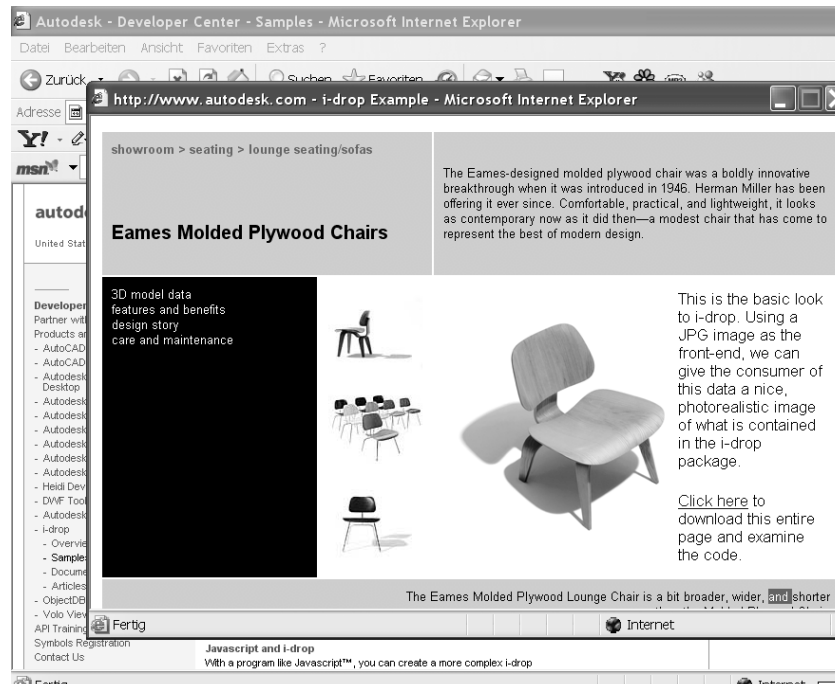 Autodesk - Developer Center - Samples - Microsoft Internet Explorer
Datei Bearbeiten Ansicht Favoriten Extras ?
Zurück Suchen Favoriten
Adresse
http://www.autodesk.com - i-drop Example - Microsoft Internet Explorer
Y!
msn
showroom > seating > lounge seating/sofas
Eames Molded Plywood Chairs
The Eames-designed molded plywood chair was a boldly innovative
breakthrough when it was introduced in 1946. Herman Miller has been
offering it ever since. Comfortable, practical, and lightweight, it looks
as contemporary now as it did then—a modest chair that has come to
represent the best of modern design.
3D model data
features and benefits
design story
care and maintenance
This is the basic look
to i-drop. Using a
JPG image as the
front-end, we can
give the consumer of
this data a nice,
photorealistic image
of what is contained
in the i-drop
package.
Click here to
download this entire
page and examine
the code.
The Eames Molded Plywood Lounge Chair is a bit broader, wider, and shorter
Fertig Internet
autod
United Stat
Developer
Partner wit
Products a
- AutoCAD
- AutoCAD
- Autodesk
Desktop
- Autodesk
- Autodesk
- Autodesk
- Autodesk
- Autodesk
- Autodesk
- Heidi Dev
- DWF Tool
- Autodesk
- i-drop
- Overvie
- Sample
- Docume
- Articles
- ObjectDB
- Volo View
API Training
Symbols Registration
Contact Us
Javascript and i-drop
With a program like Javascript™, you can create a more complex i-drop
Fertig Internet